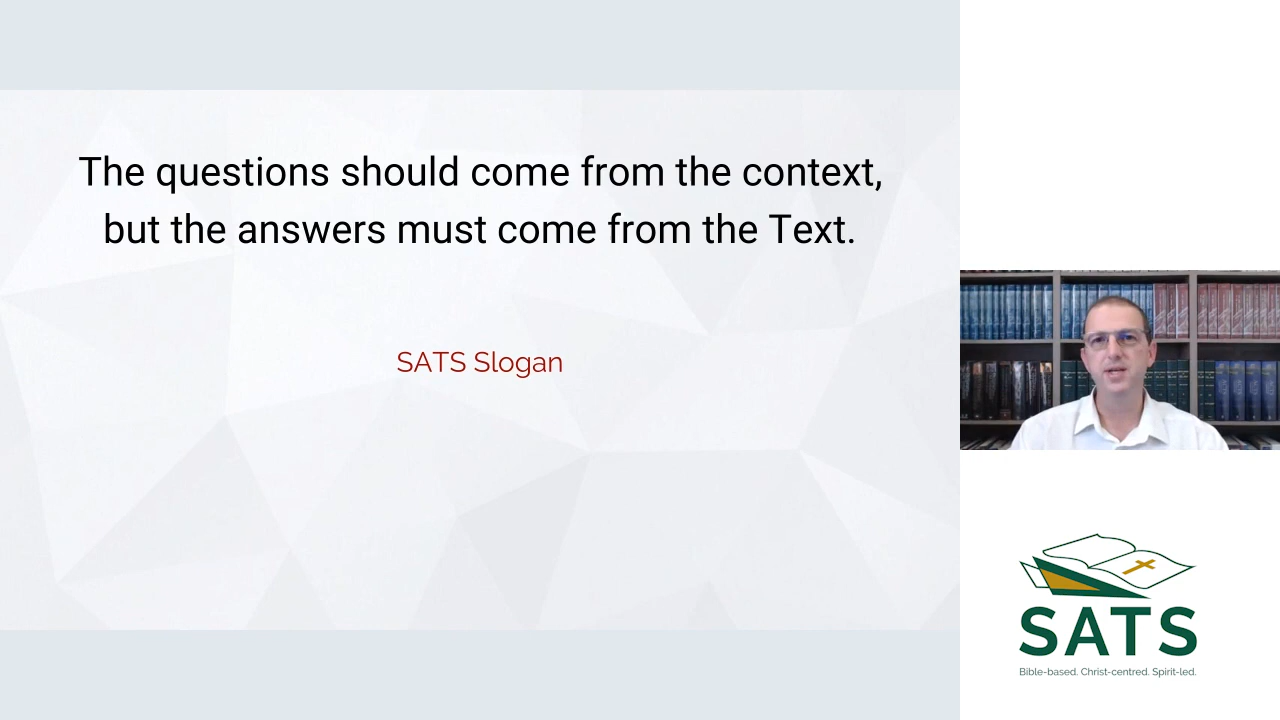 The questions should come from the context,
but the answers must come from the Text.
SATS Slogan
SATS
Bible-based. Christ-centred. Spirit-led.